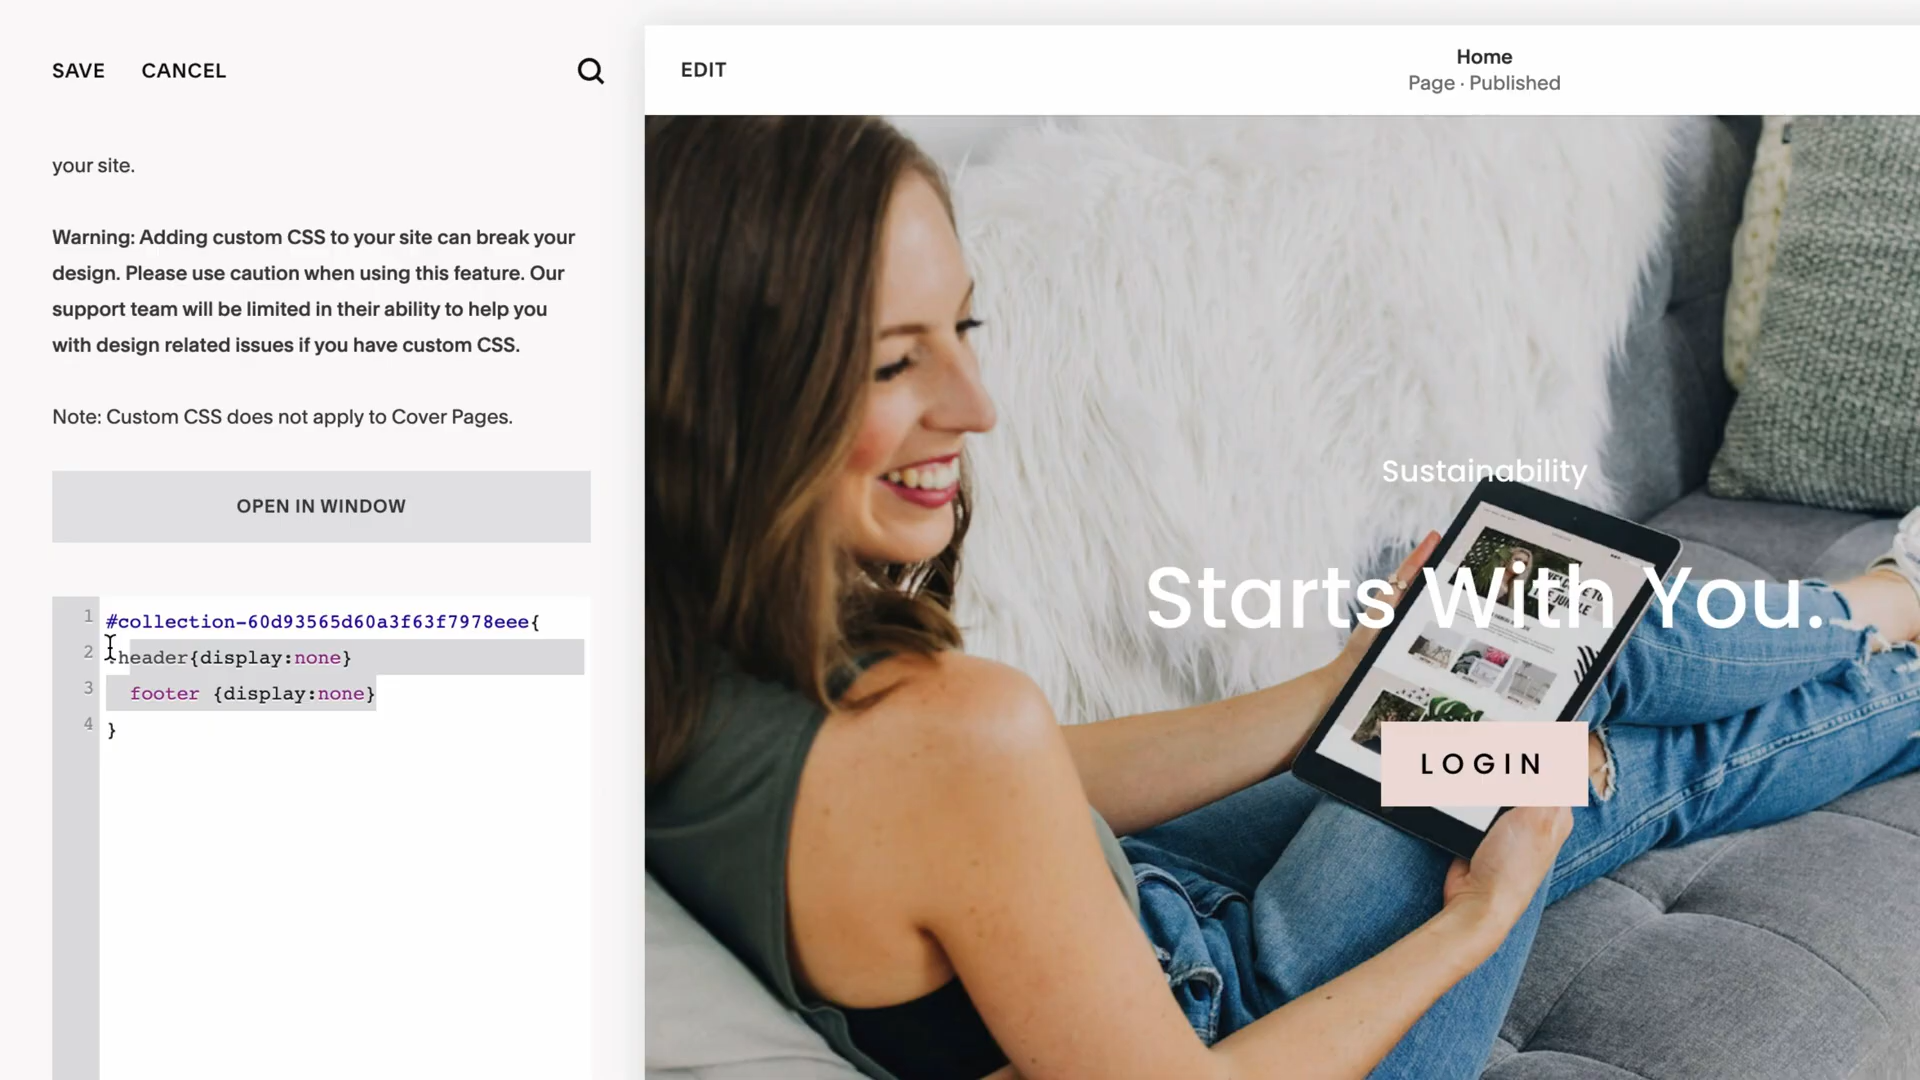 SAVE CANCEL
your site.
Warning: Adding custom CSS to your site can break your
design. Please use caution when using this feature. Our
support team will be limited in their ability to help you
with design related issues if you have custom CSS.
Note: Custom CSS does not apply to Cover Pages.
OPEN IN WINDOW
1 #collection-60d93565d60a3f63f7978eee{
2 .header{display:none}
3 footer {display:none}
4 }
EDIT
Home
Page · Published
Sustainability
Starts With You.
LOGIN